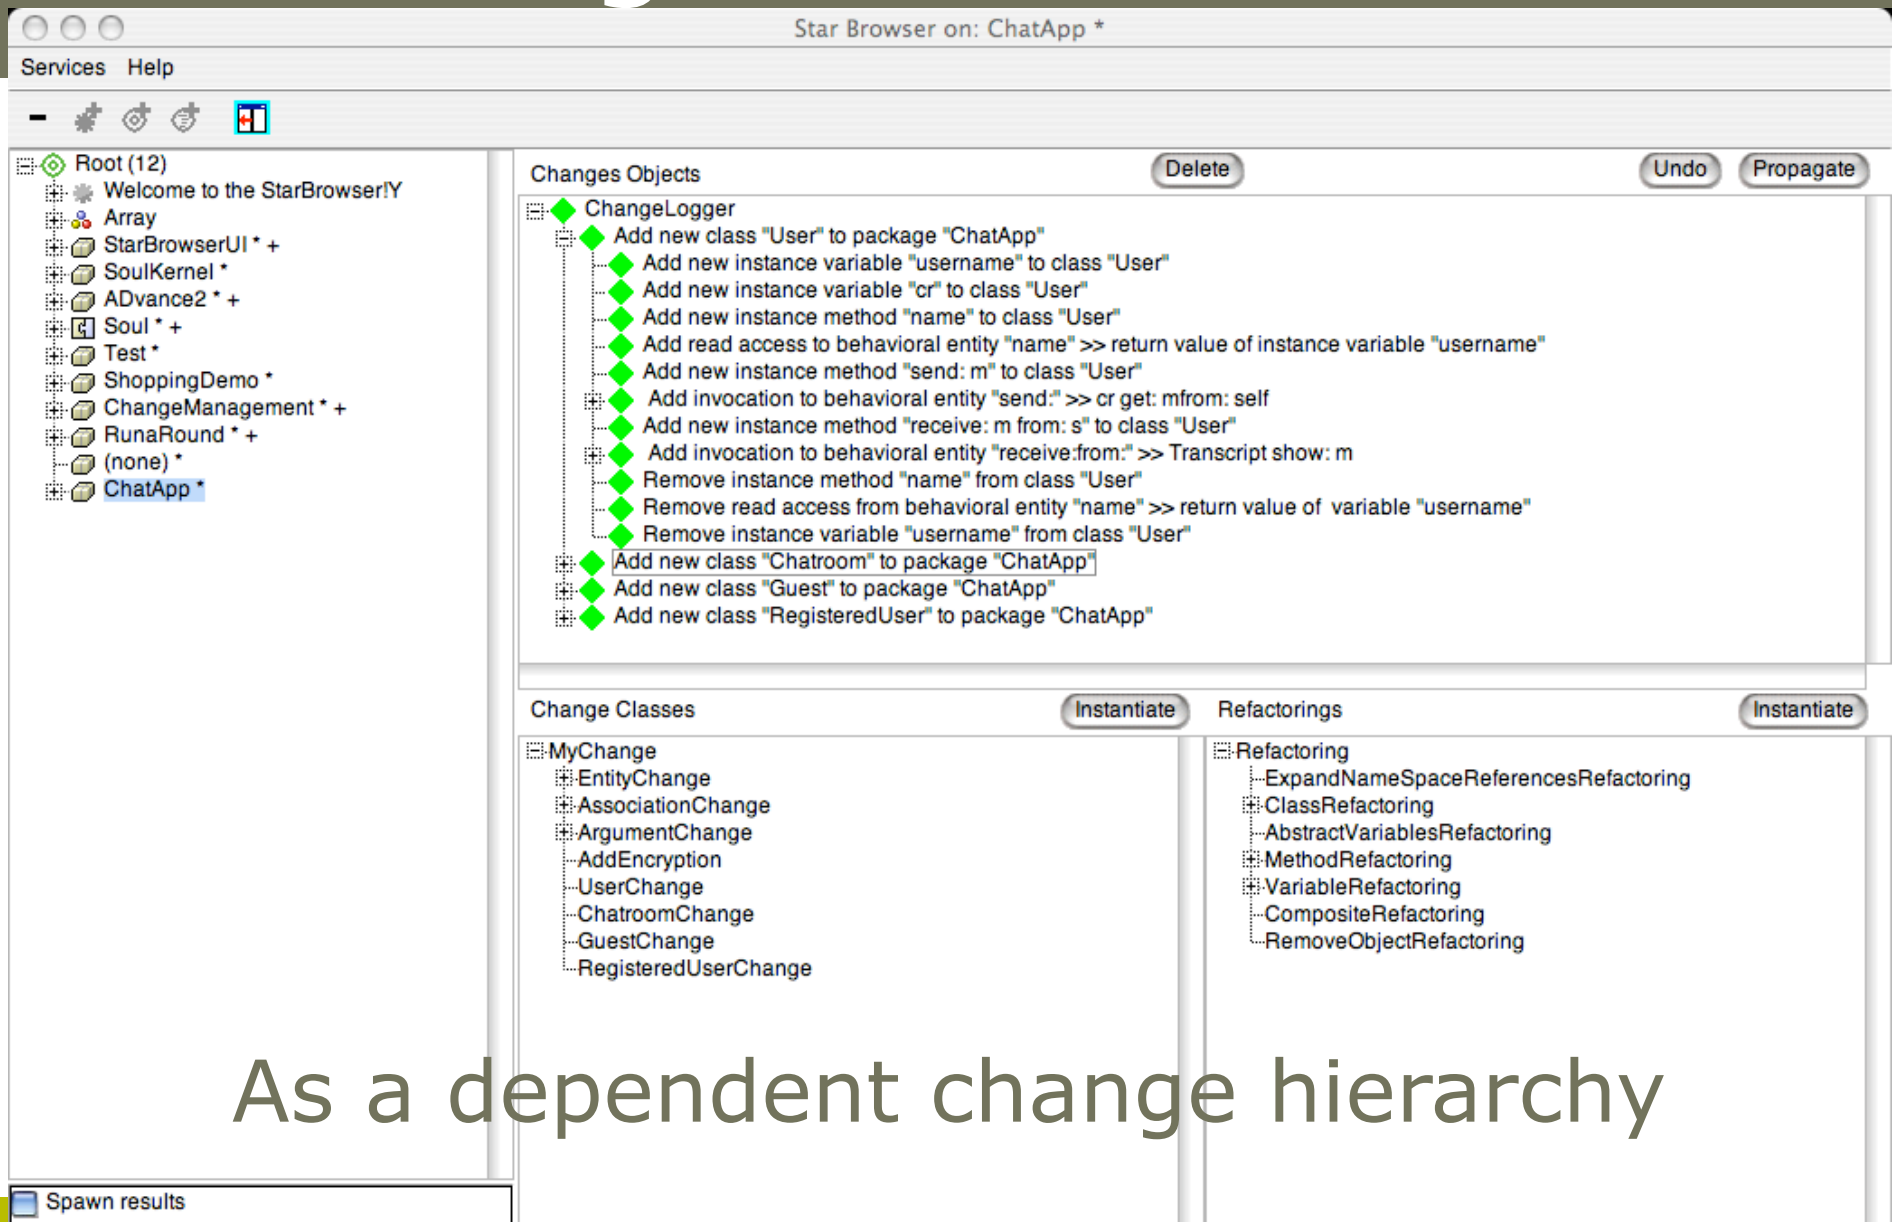 Star Browser on: ChatApp *
Services Help
Root (12)
Welcome to the StarBrowser!Y
Array
StarBrowserUI * +
SoulKernel *
ADvance2 * +
Soul * +
Test *
ShoppingDemo *
ChangeManagement * +
RunaRound * +
(none) *
ChatApp *
Spawn results
Changes Objects Delete Undo Propagate
ChangeLogger
Add new class "User" to package "ChatApp"
Add new instance variable "username" to class "User"
Add new instance variable "cr" to class "User"
Add new instance method "name" to class "User"
Add read access to behavioral entity "name" >> return value of instance variable "username"
Add new instance method "send: m" to class "User"
Add invocation to behavioral entity "send:" >> cr get: mfrom: self
Add new instance method "receive: m from: s" to class "User"
Add invocation to behavioral entity "receive:from:" >> Transcript show: m
Remove instance method "name" from class "User"
Remove read access from behavioral entity "name" >> return value of variable "username"
Remove instance variable "username" from class "User"
Add new class "Chatroom" to package "ChatApp"
Add new class "Guest" to package "ChatApp"
Add new class "RegisteredUser" to package "ChatApp"
Change Classes Instantiate
MyChange
EntityChange
AssociationChange
ArgumentChange
AddEncryption
UserChange
ChatroomChange
GuestChange
RegisteredUserChange
Refactorings Instantiate
Refactoring
ExpandNameSpaceReferencesRefactoring
ClassRefactoring
AbstractVariablesRefactoring
MethodRefactoring
VariableRefactoring
CompositeRefactoring
RemoveObjectRefactoring
As a dependent change hierarchy